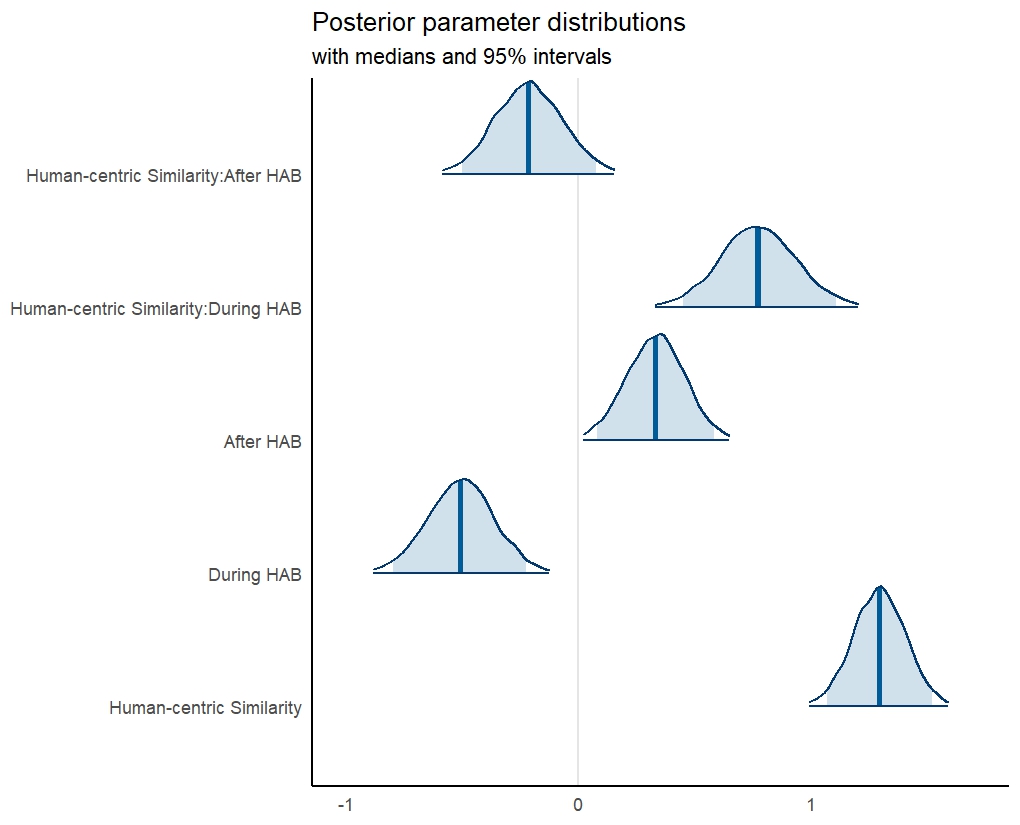 Posterior parameter distributions
with medians and 95% intervals
Human-centric Similarity:After HAB
Human-centric Similarity:During HAB
After HAB
During HAB
Human-centric Similarity
-1
0
1